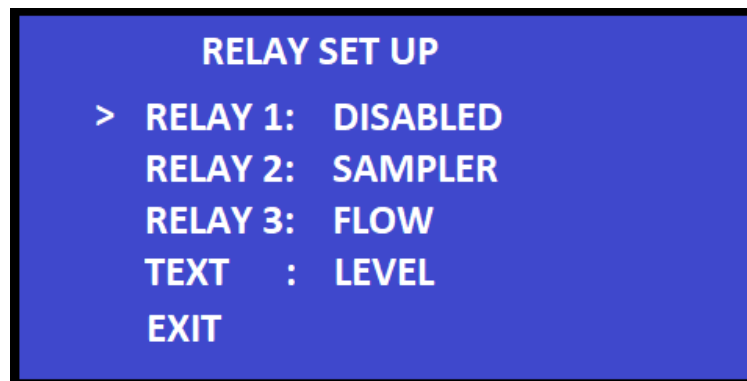 RELAY SET UP
> RELAY 1: DISABLED
RELAY 2: SAMPLER
RELAY 3: FLOW
TEXT : LEVEL
EXIT